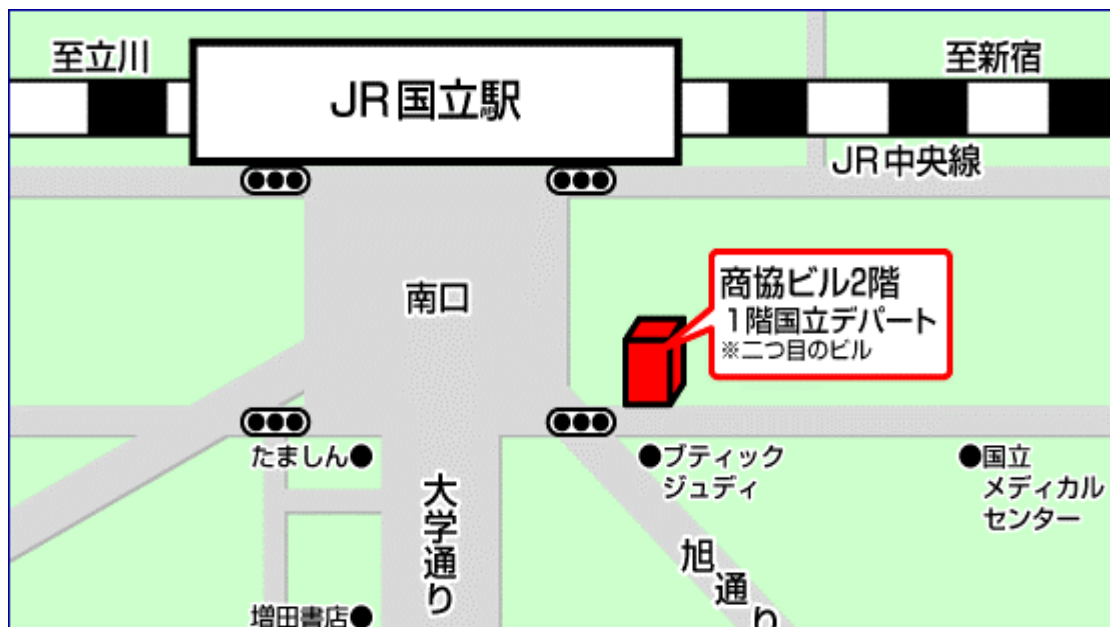 至立川
JR国立駅
至新宿
JR中央線
南口
商協ビル2階
1階国立デパート
※二つ目のビル
たましん
ブティック
ジュディ
国立
メディカル
センター
大学通り
旭通り
増田書店